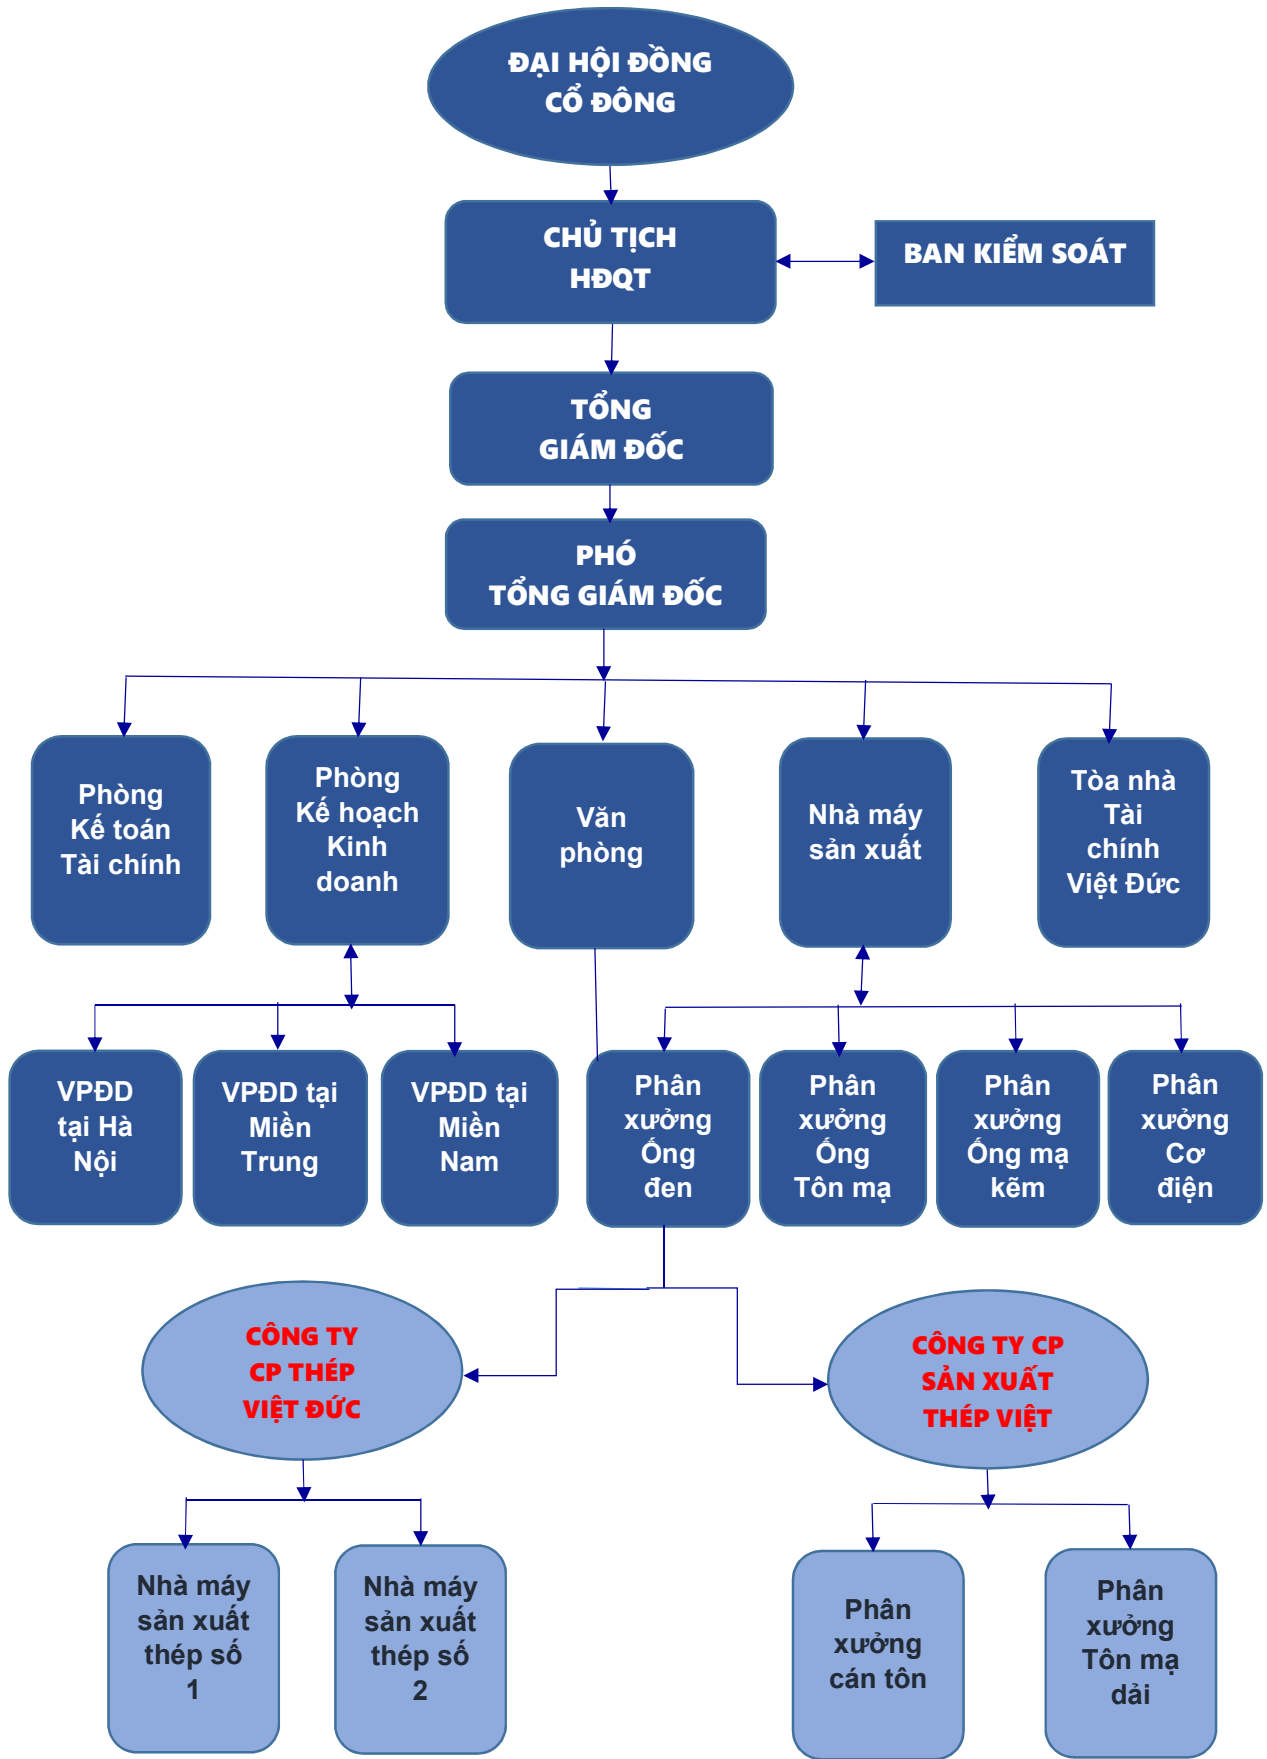 ĐẠI HỘI ĐỒNG
CỔ ĐÔNG
CHỦ TỊCH
HĐQT
BAN KIỂM SOÁT
TỔNG
GIÁM ĐỐC
PHÓ
TỔNG GIÁM ĐỐC
Phòng
Kế toán
Tài chính
Phòng
Kế hoạch
Kinh
doanh
Văn
phòng
Nhà máy
sản xuất
Tòa nhà
Tài
chính
Việt Đức
VPĐD
tại Hà
Nội
VPĐD tại
Miền
Trung
VPĐD tại
Miền
Nam
Phân
xưởng
Ống
đen
Phân
xưởng
Ống
Tôn mạ
Phân
xưởng
Ống mạ
kẽm
Phân
xưởng
Cơ
điện
CÔNG TY
CP THÉP
VIỆT ĐỨC
CÔNG TY CP
SẢN XUẤT
THÉP VIỆT
Nhà máy
sản xuất
thép số
1
Nhà máy
sản xuất
thép số
2
Phân
xưởng
cán tôn
Phân
xưởng
Tôn mạ
dải